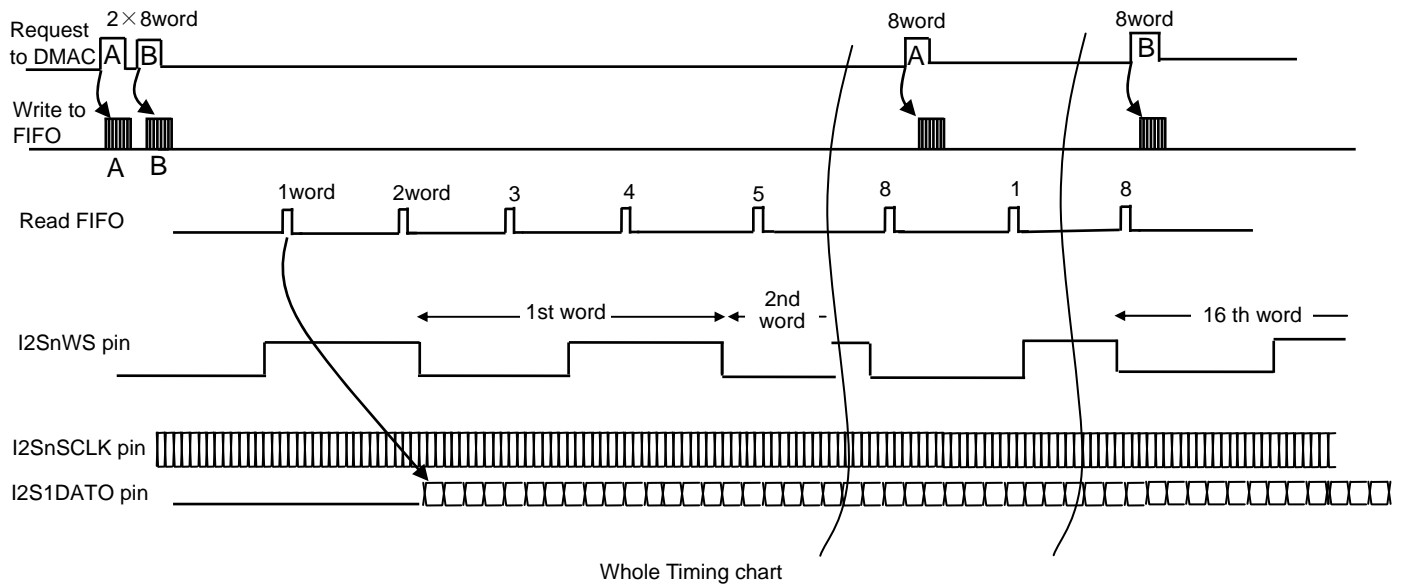 2×8word
8word
8word
Request
to DMAC
A
B
A
B
Write to
FIFO
A
B
Read FIFO
1word
2word
3
4
5
8
1
8
1st word
2nd
word
16 th word
I2SnWS pin
I2SnSCLK pin
I2S1DATO pin
Whole Timing chart